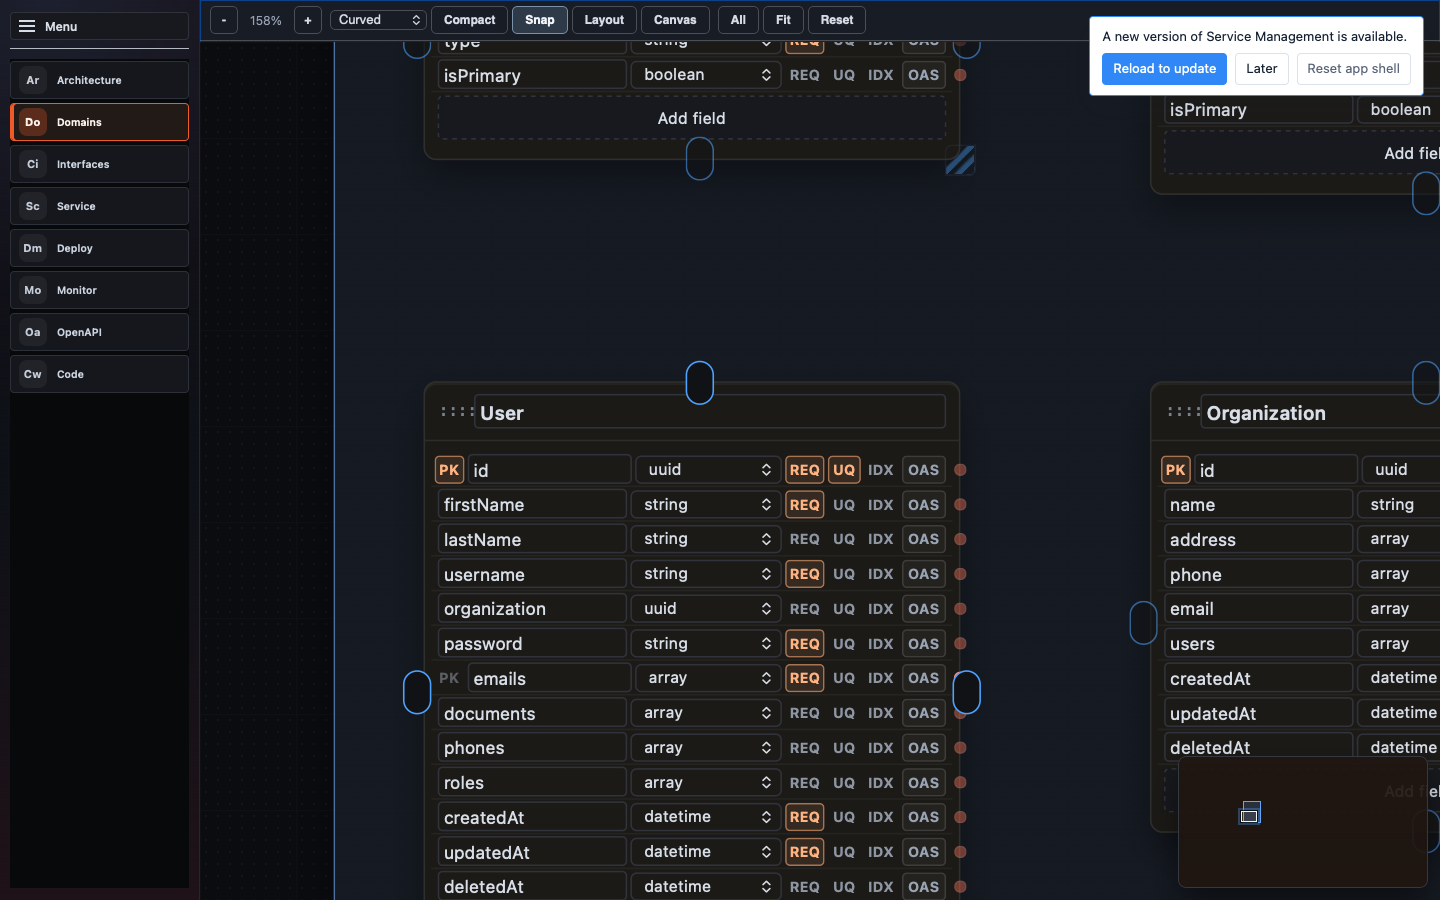 Menu
Ar Architecture
Do Domains
Ci Interfaces
Sc Service
Dm Deploy
Mo Monitor
Oa OpenAPI
Cw Code
- 158% + Curved Compact Snap Layout Canvas All Fit Reset
A new version of Service Management is available.
Reload to update Later Reset app shell
type string REQ UQ IDX OAS
isPrimary boolean REQ UQ IDX OAS
Add field
isPrimary boolean
Add fiel
User
PK id uuid REQ UQ IDX OAS
firstName string REQ UQ IDX OAS
lastName string REQ UQ IDX OAS
username string REQ UQ IDX OAS
organization uuid REQ UQ IDX OAS
password string REQ UQ IDX OAS
PK emails array REQ UQ IDX OAS
documents array REQ UQ IDX OAS
phones array REQ UQ IDX OAS
roles array REQ UQ IDX OAS
createdAt datetime REQ UQ IDX OAS
updatedAt datetime REQ UQ IDX OAS
deletedAt datetime REQ UQ IDX OAS
Organization
PK id uuid
name string
address array
phone array
email array
users array
createdAt datetime
updatedAt datetime
deletedAt datetime
Add fiel